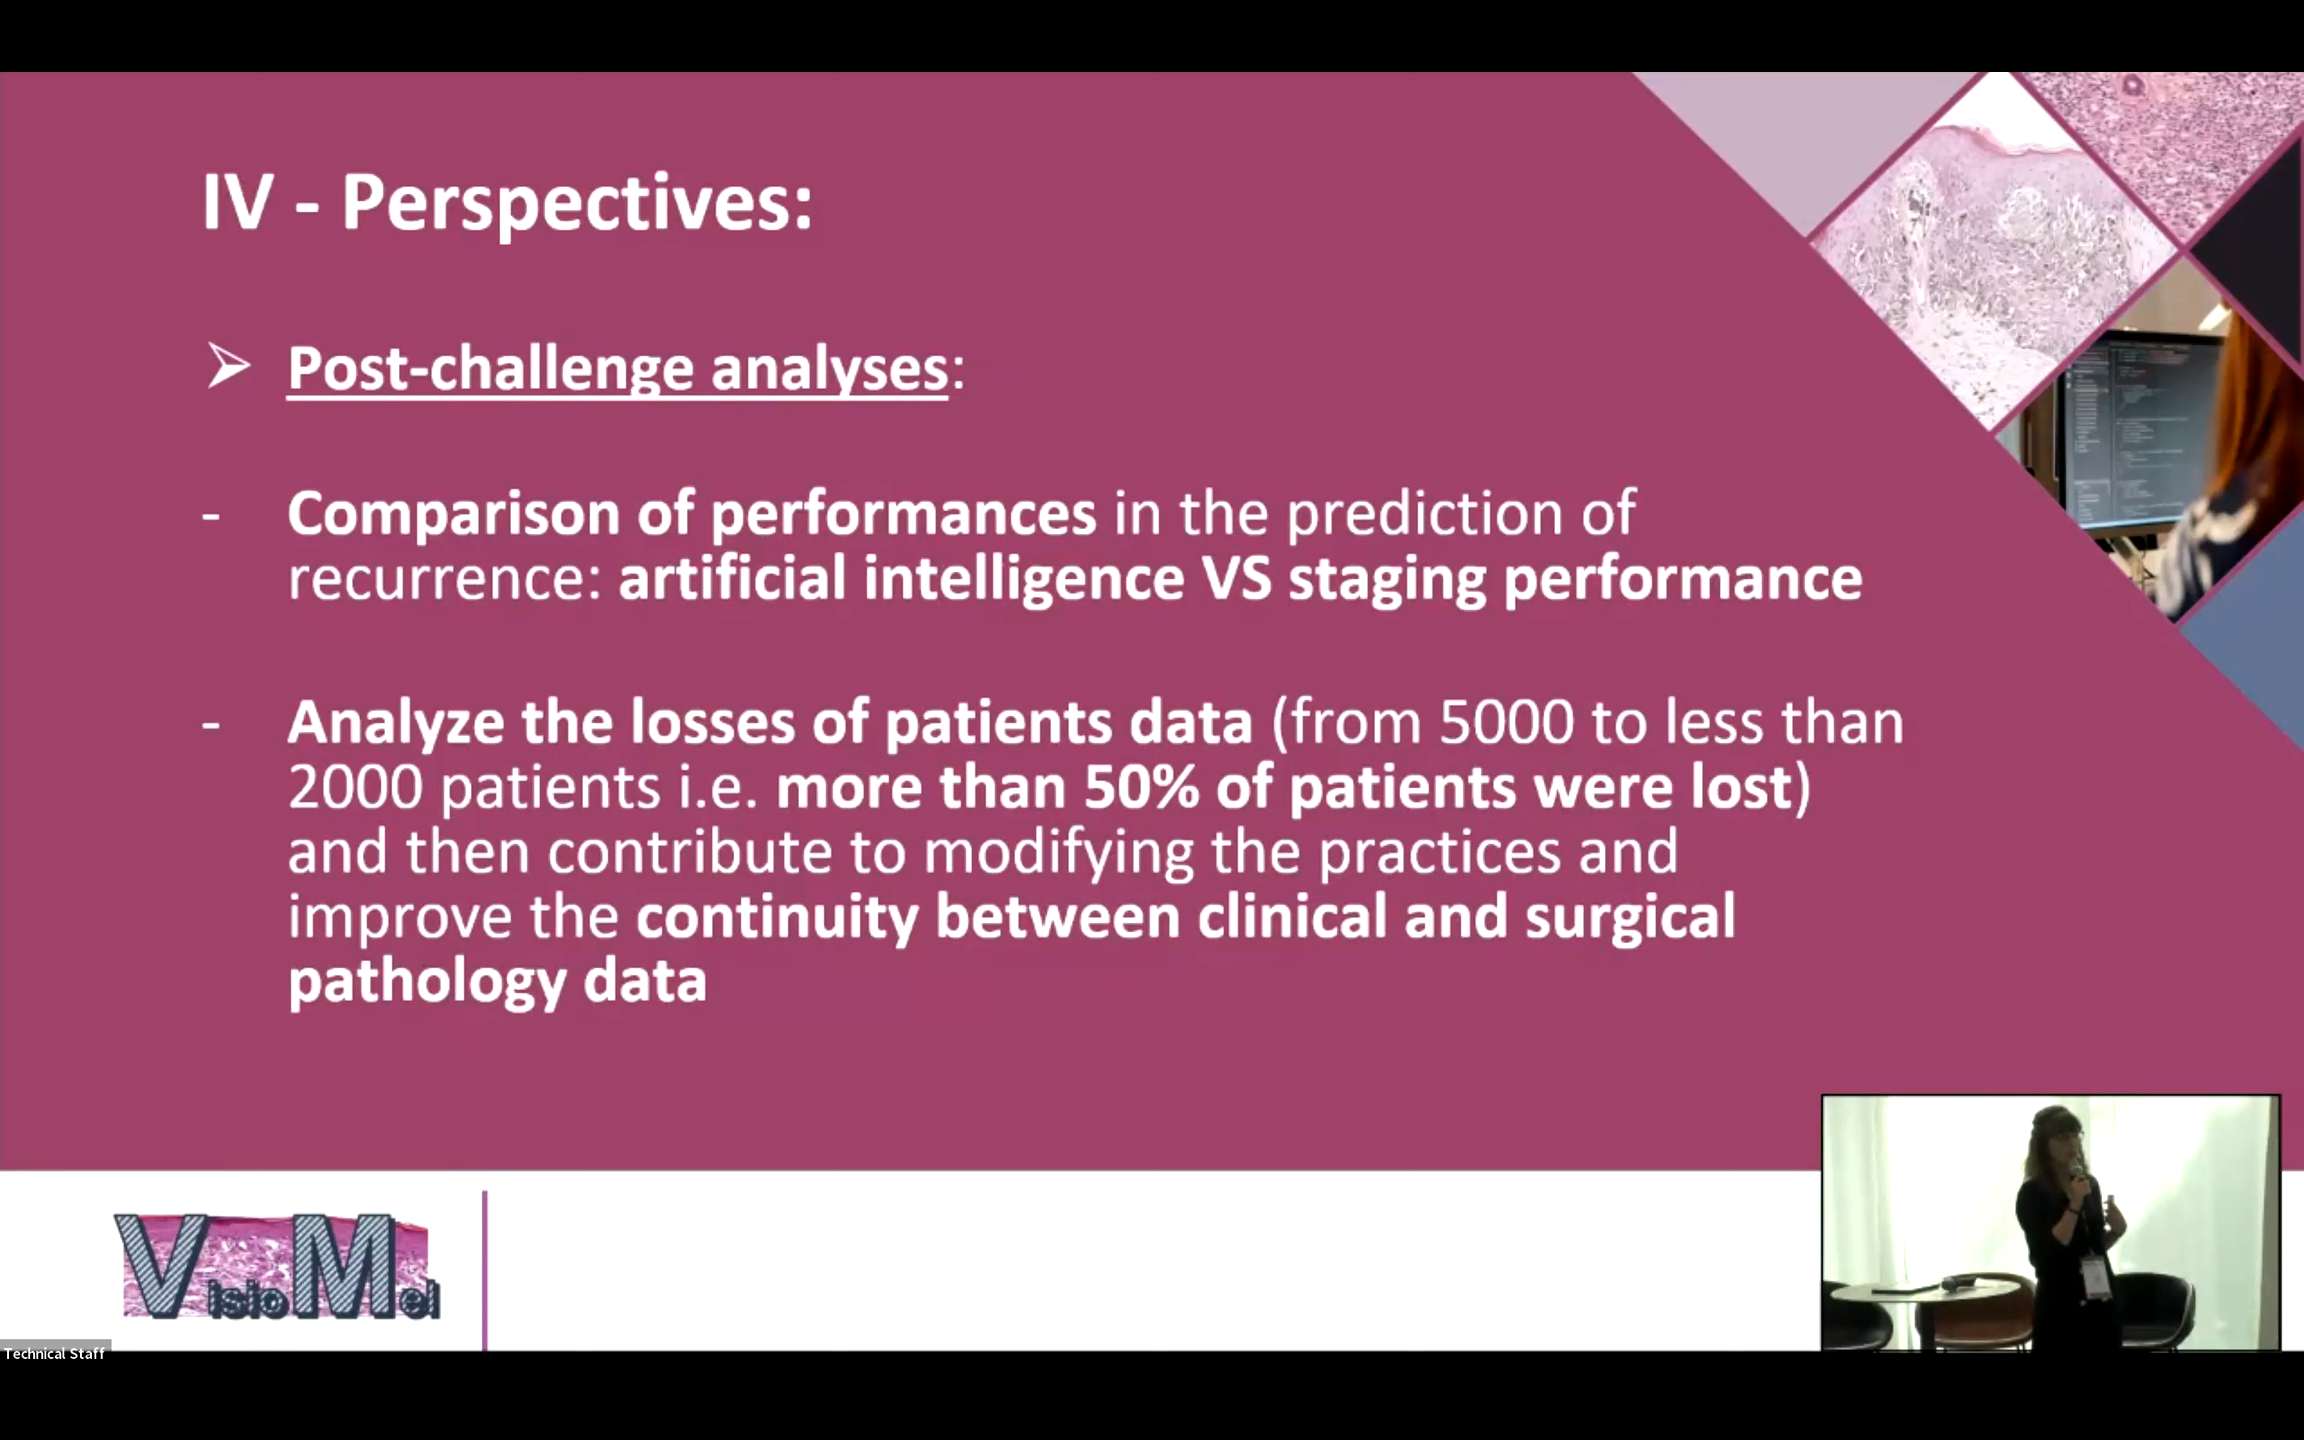 IV - Perspectives:
➢ Post-challenge analyses:
- Comparison of performances in the prediction of
recurrence: artificial intelligence VS staging performance
- Analyze the losses of patients data (from 5000 to less than
2000 patients i.e. more than 50% of patients were lost)
and then contribute to modifying the practices and
improve the continuity between clinical and surgical
pathology data
VisioMel
Technical Staff